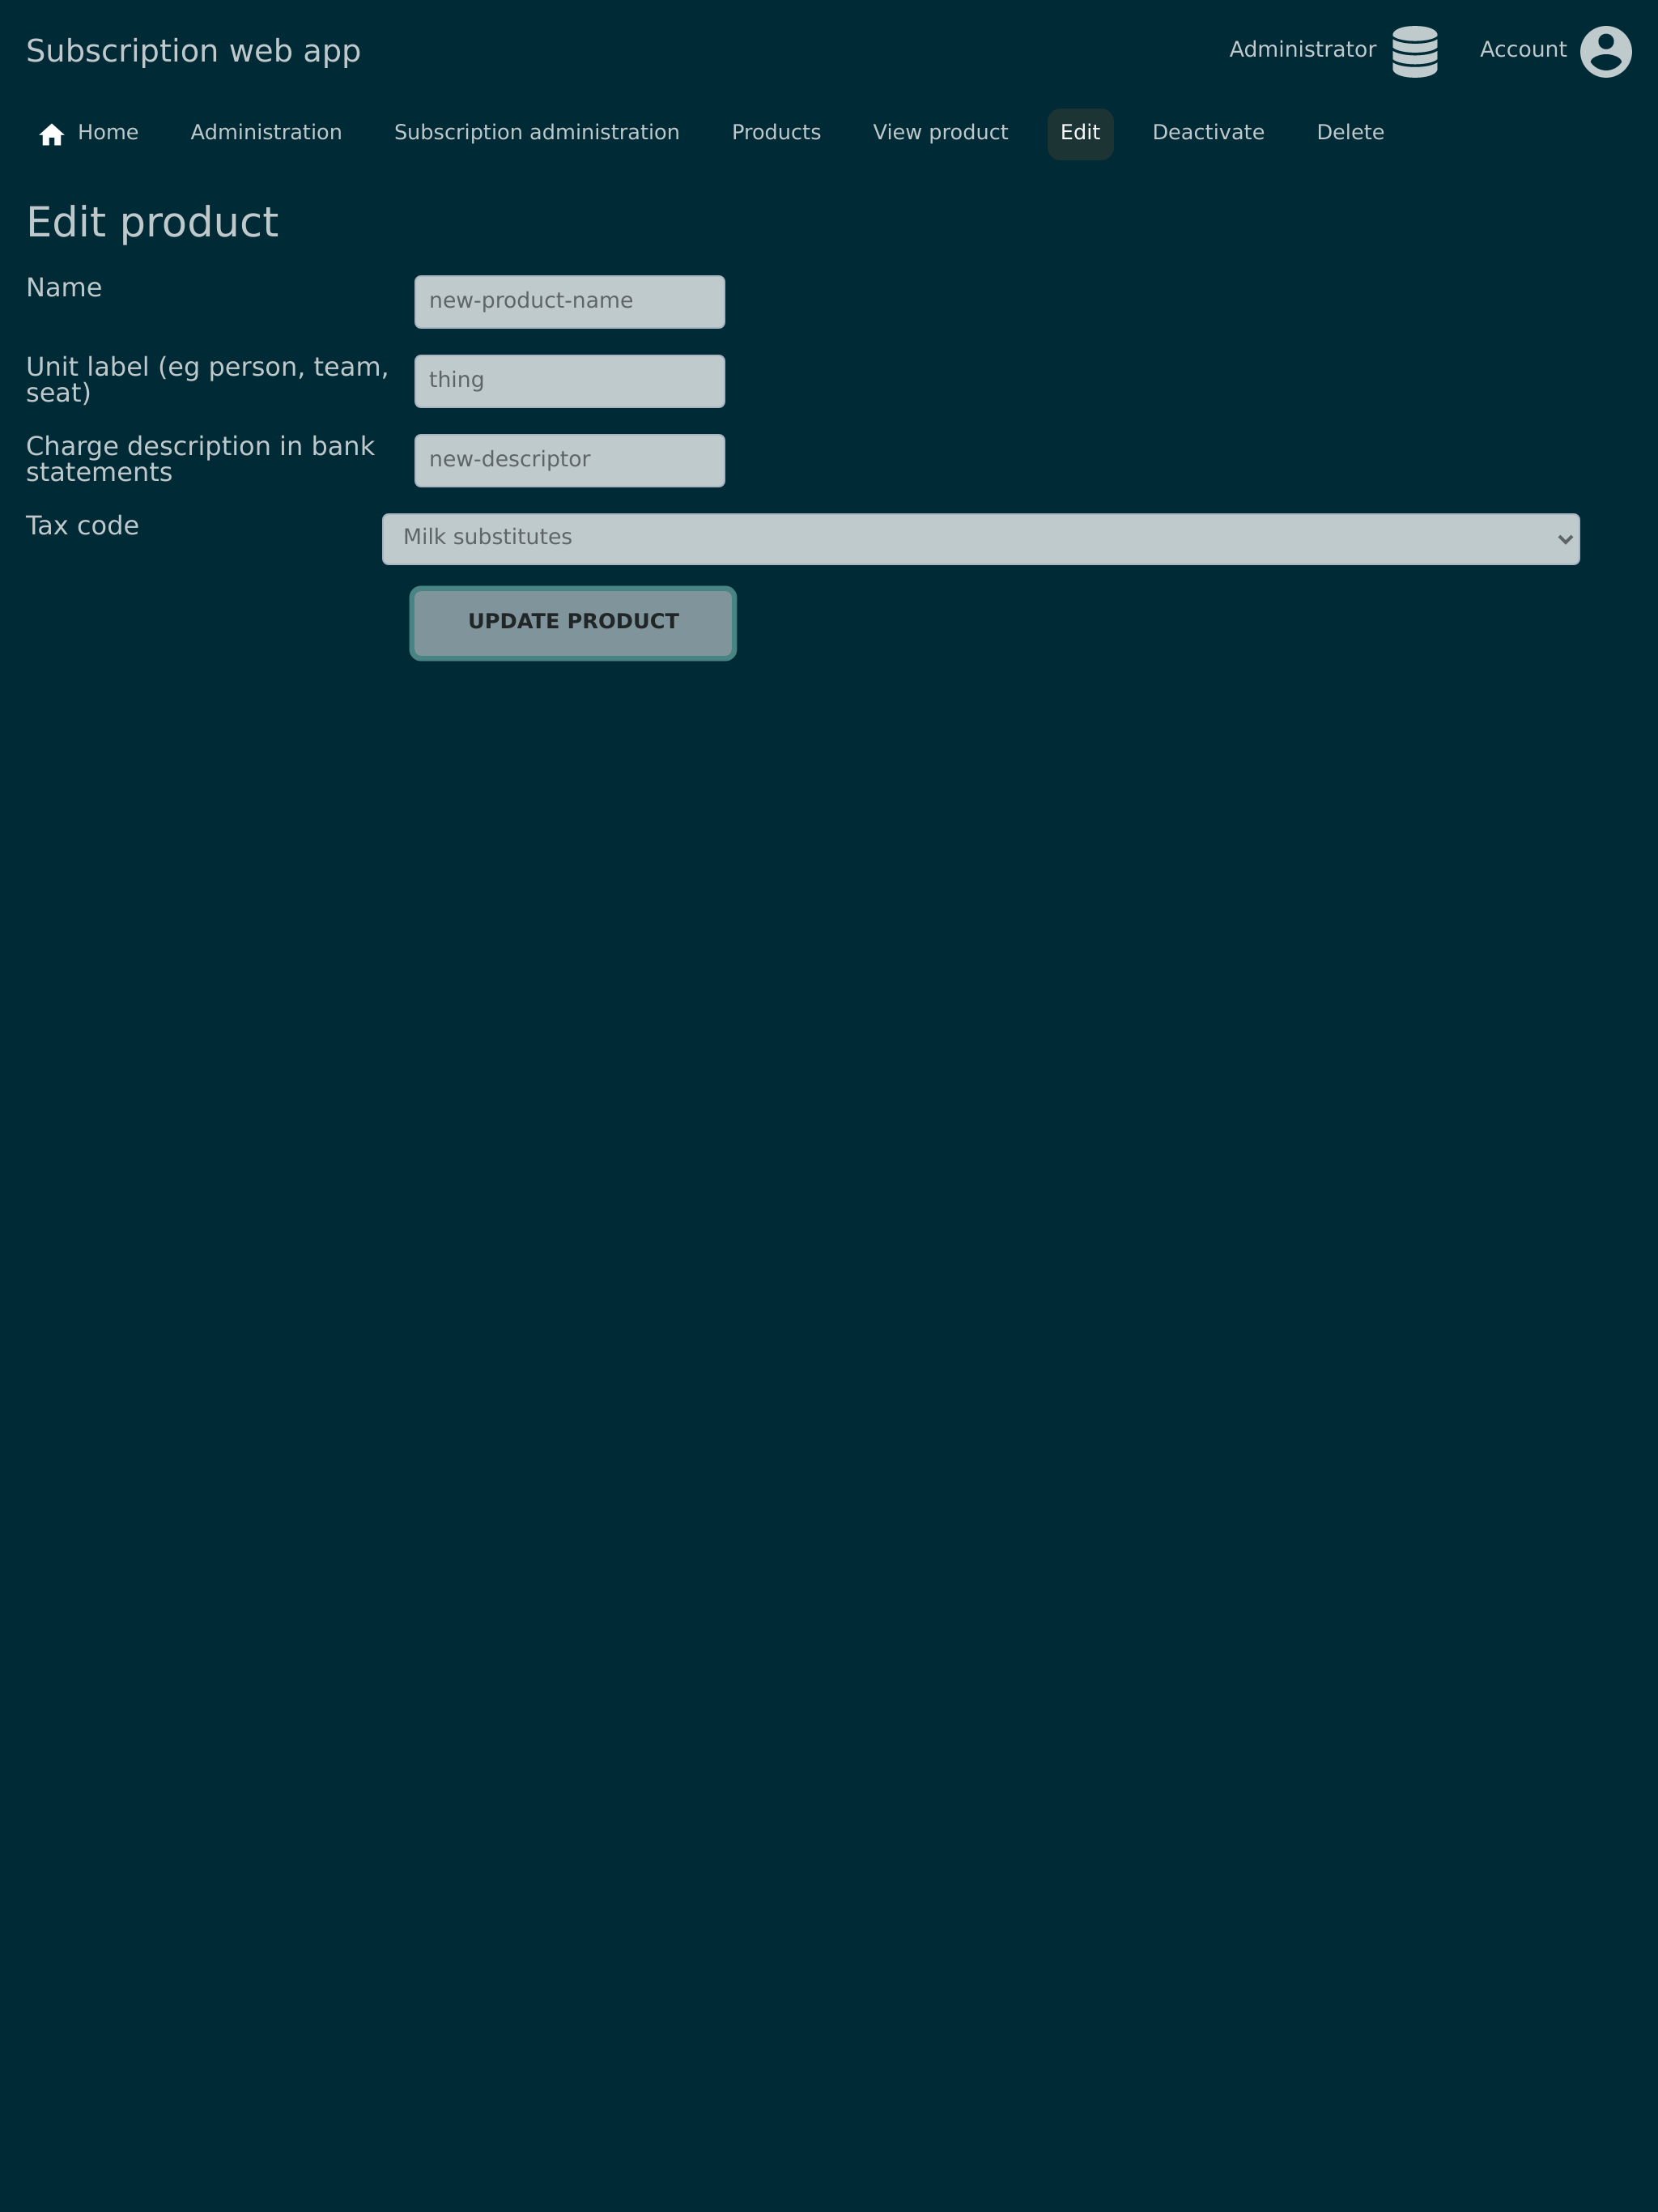 Subscription web app
Administrator
Account
Home
Administration
Subscription administration
Products
View product
Edit
Deactivate
Delete
Edit product
Name
new-product-name
Unit label (eg person, team,
seat)
thing
Charge description in bank
statements
new-descriptor
Tax code
Milk substitutes
UPDATE PRODUCT